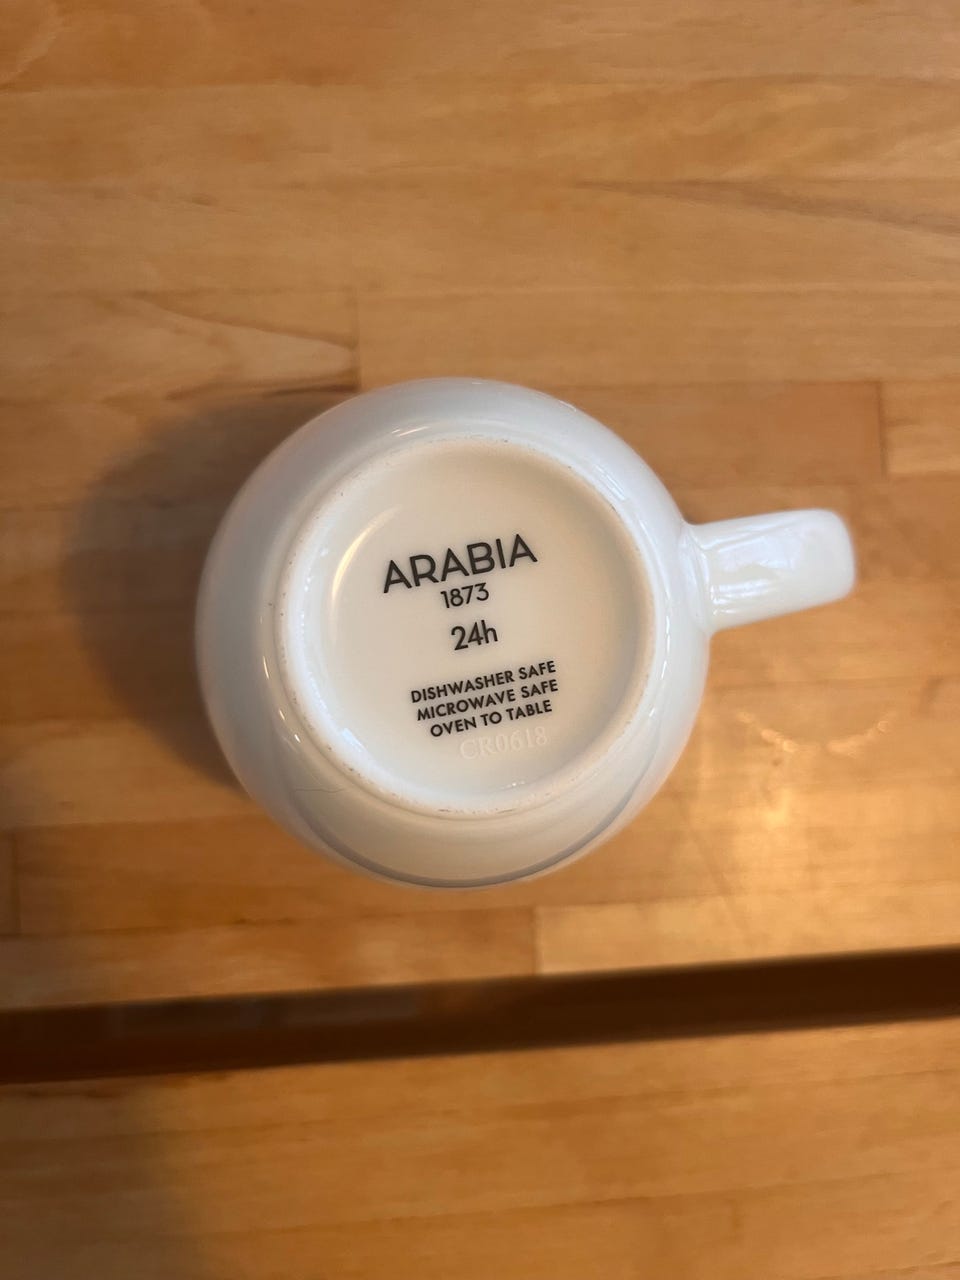 ARABIA
1873
24h
DISHWASHER SAFE
MICROWAVE SAFE
OVEN TO TABLE
CR0618